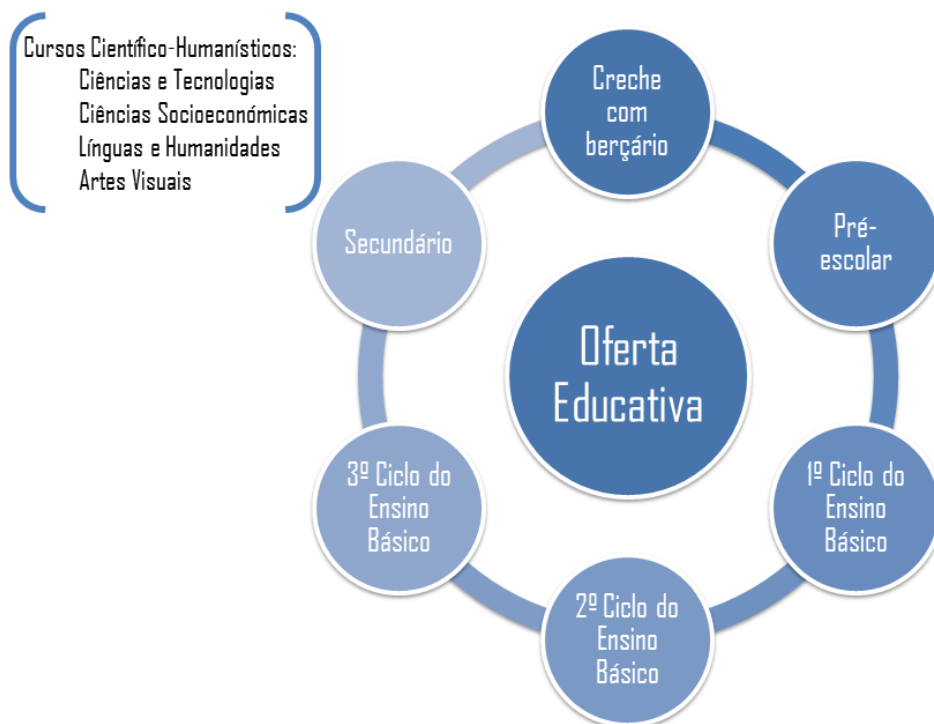 Cursos Científico-Humanísticos:
Ciências e Tecnologias
Ciências Socioeconómicas
Línguas e Humanidades
Artes Visuais
Creche
com
berçário
Pré-
escolar
1º Ciclo do
Ensino
Básico
2º Ciclo do
Ensino
Básico
3º Ciclo do
Ensino
Básico
Secundário
Oferta
Educativa